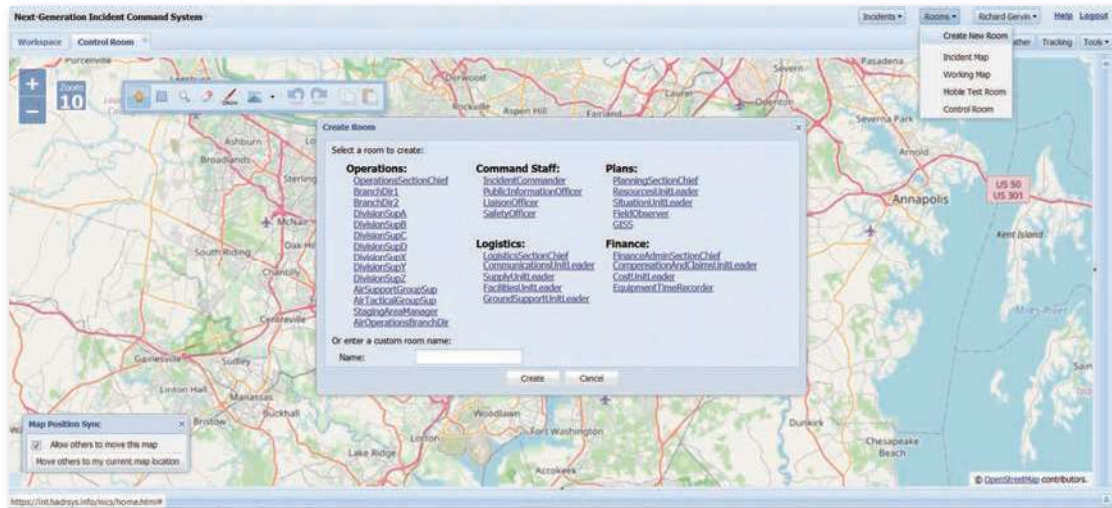 Next-Generation Incident Command System
Incidents
Rooms
Richard Gervin
Help
Logout
Workspace
Control Room
Tracking
Tools
Create New Room
Incident Map
Working Map
Mobile Test Room
Control Room
Zoom
10
Create Room
Select a room to create:
Operations:
OperationsSectionChief
BranchDir1
BranchDir2
DivisionSupA
DivisionSupB
DivisionSupC
DivisionSupD
DivisionSupX
DivisionSupY
DivisionSupZ
AirSupportGroupSup
AirTacticalGroupSup
StagingAreaManager
AirOperationsBranchDir
Command Staff:
IncidentCommander
PublicInformationOfficer
LiaisonOfficer
SafetyOfficer
Plans:
PlanningSectionChief
ResourcesUnitLeader
SituationUnitLeader
FieldObserver
GISS
Logistics:
LogisticsSectionChief
CommunicationsUnitLeader
SupplyUnitLeader
FacilitiesUnitLeader
GroundSupportUnitLeader
Finance:
FinanceAdminSectionChief
CompensationAndClaimsUnitLeader
CostUnitLeader
EquipmentTimeRecorder
Or enter a custom room name:
Name:
Create
Cancel
Purcellville
Rockville
Aspen Hill
Fairland
Laurel
Severn
Odenton
Pasadena
Severna Park
Arnold
Annapolis
US 50
US 301
Kent Island
Ashburn
Broadlands
Sterling
McNair
South Riding
Chantilly
Centreville
Gainesville
Sudley
Linton Hall
Manassas
Bristow
Buckhall
Woodlawn
Fort Washington
Lorton
Lake Ridge
Accokeek
Dunkirk
Chesapeake
Beach
Map Position Sync
Allow others to move this map
Move others to my current map location
© OpenStreetMap contributors.
https://int.hadrsys.info/nics/home.html#